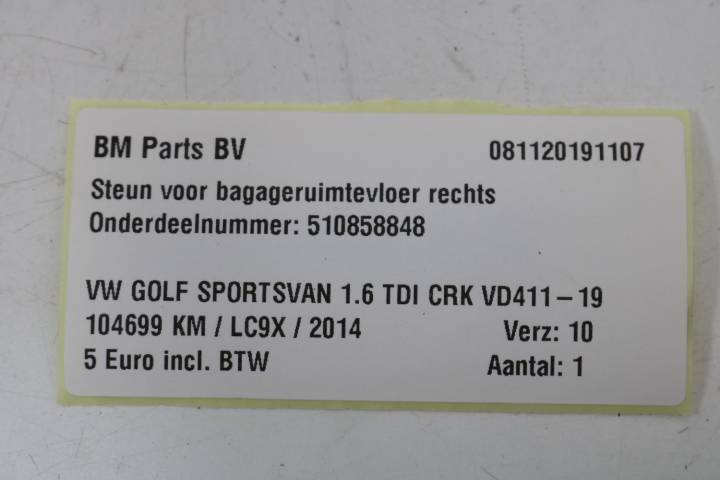 BM Parts BV 081120191107
Steun voor bagageruimtevloer rechts
Onderdeelnummer: 510858848
VW GOLF SPORTSVAN 1.6 TDI CRK VD411-19
104699 KM / LC9X / 2014 Verz: 10
5 Euro incl. BTW Aantal: 1